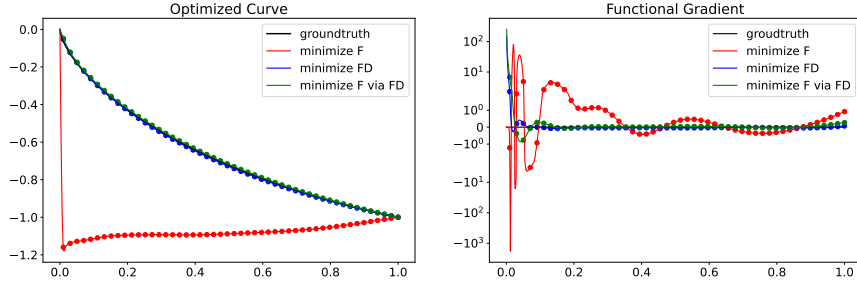 Optimized Curve
0.0
−0.2
−0.4
−0.6
−0.8
−1.0
−1.2
0.0 0.2 0.4 0.6 0.8 1.0
groundtruth
minimize F
minimize FD
minimize F via FD
Functional Gradient
10²
10¹
10⁰
0
−10⁰
−10¹
−10²
−10³
0.0 0.2 0.4 0.6 0.8 1.0
groundtruth
minimize F
minimize FD
minimize F via FD